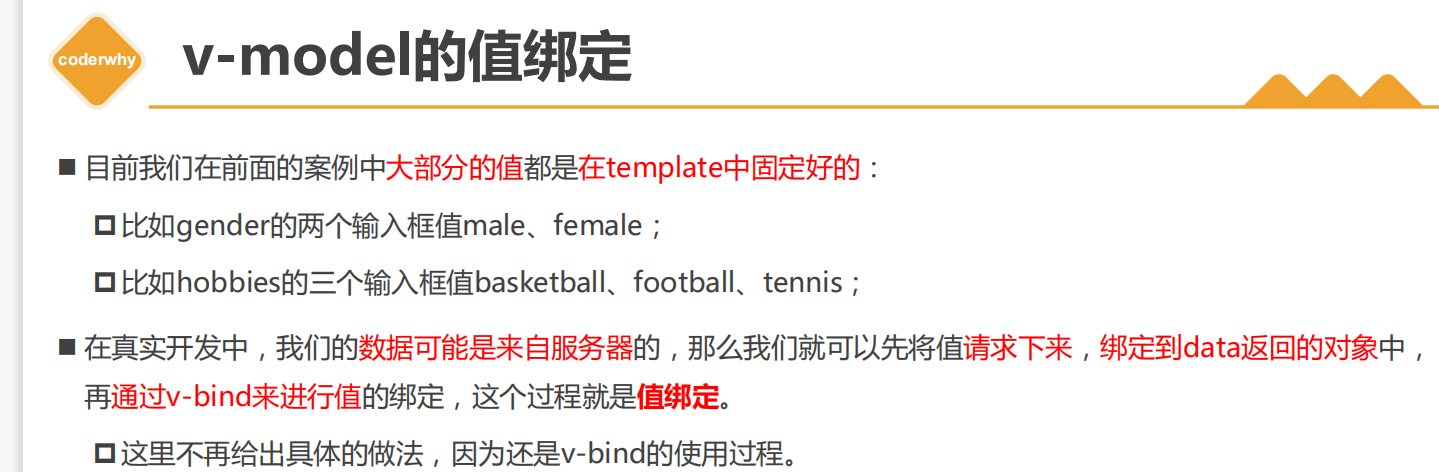 coderwhy
v-model的值绑定
目前我们在前面的案例中大部分的值都是在template中固定好的：
比如gender的两个输入框值male、female；
比如hobbies的三个输入框值basketball、football、tennis；
在真实开发中，我们的数据可能是来自服务器的，那么我们就可以先将值请求下来，绑定到data返回的对象中，
再通过v-bind来进行值的绑定，这个过程就是值绑定。
这里不再给出具体的做法，因为还是v-bind的使用过程。